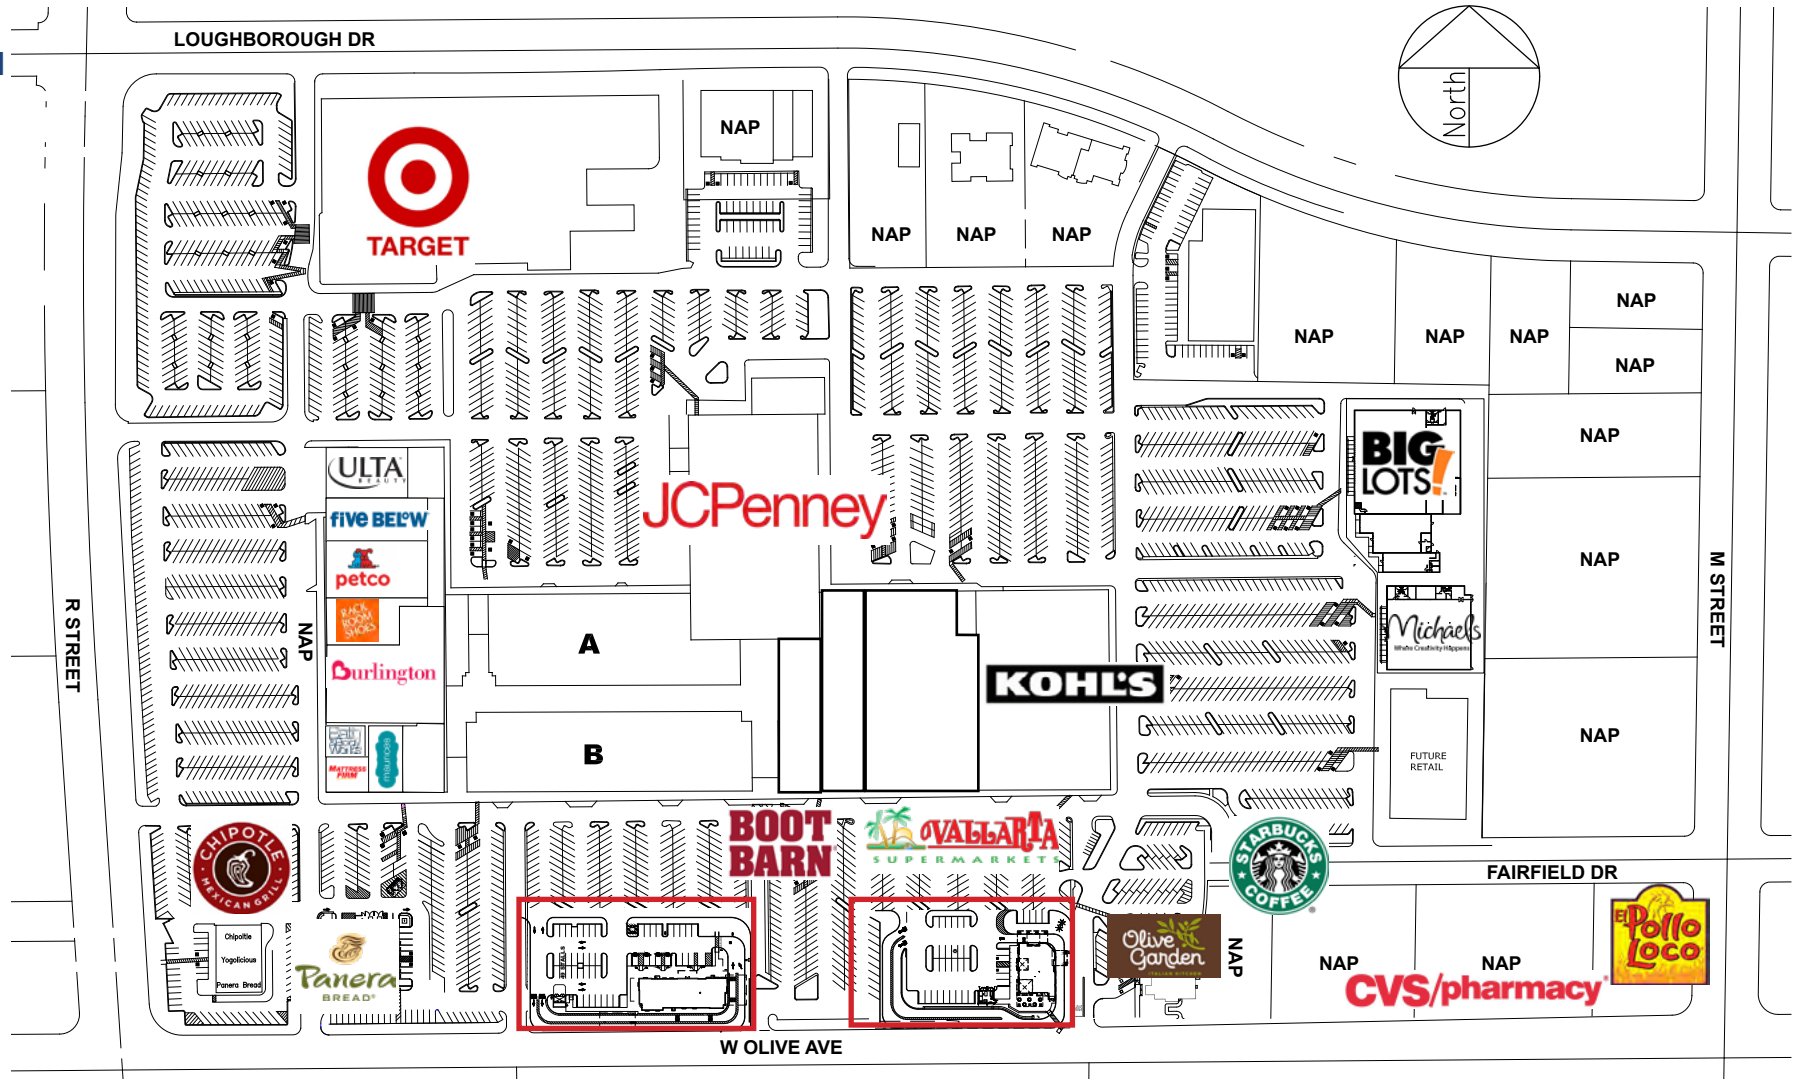 LOUGHBOROUGH DR
North
TARGET
NAP
NAP
NAP
NAP
NAP
NAP
NAP
NAP
NAP
NAP
NAP
NAP
ULTA
BEAUTY
five BEL°W
petco
RACK
ROOM
SHOES
Burlington
MATTRESS
FIRM
maurices
NAP
R STREET
JCPenney
A
B
KOHL'S
BIG
LOTS!
Michaels
Where Creativity Happens
FUTURE
RETAIL
M STREET
CHIPOTLE
MEXICAN GRILL
BOOT
BARN
VALLARTA
SUPERMARKETS
STARBUCKS
COFFEE
FAIRFIELD DR
Chipoltle
Yogolicious
Panera Bread
Panera
BREAD®
Olive
Garden
ITALIAN KITCHEN
NAP
NAP
NAP
CVS/pharmacy
El
Pollo
Loco
W OLIVE AVE